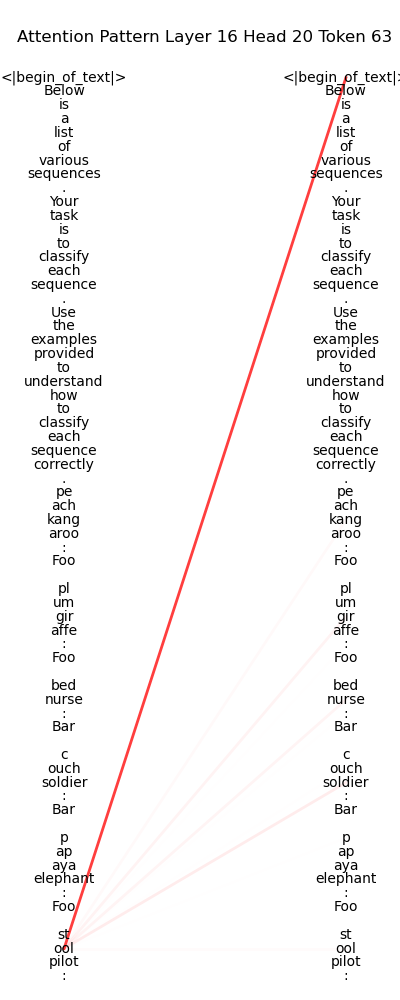 Attention Pattern Layer 16 Head 20 Token 63
<|begin_of_text|>
Below
is
a
list
of
various
sequences
.
Your
task
is
to
classify
each
sequence
.
Use
the
examples
provided
to
understand
how
to
classify
each
sequence
correctly
.
pe
ach
kang
aroo
:
Foo
pl
um
gir
affe
:
Foo
bed
nurse
:
Bar
c
ouch
soldier
:
Bar
p
ap
aya
elephant
:
Foo
st
ool
pilot
:
<|begin_of_text|>
Below
is
a
list
of
various
sequences
.
Your
task
is
to
classify
each
sequence
.
Use
the
examples
provided
to
understand
how
to
classify
each
sequence
correctly
.
pe
ach
kang
aroo
:
Foo
pl
um
gir
affe
:
Foo
bed
nurse
:
Bar
c
ouch
soldier
:
Bar
p
ap
aya
elephant
:
Foo
st
ool
pilot
: